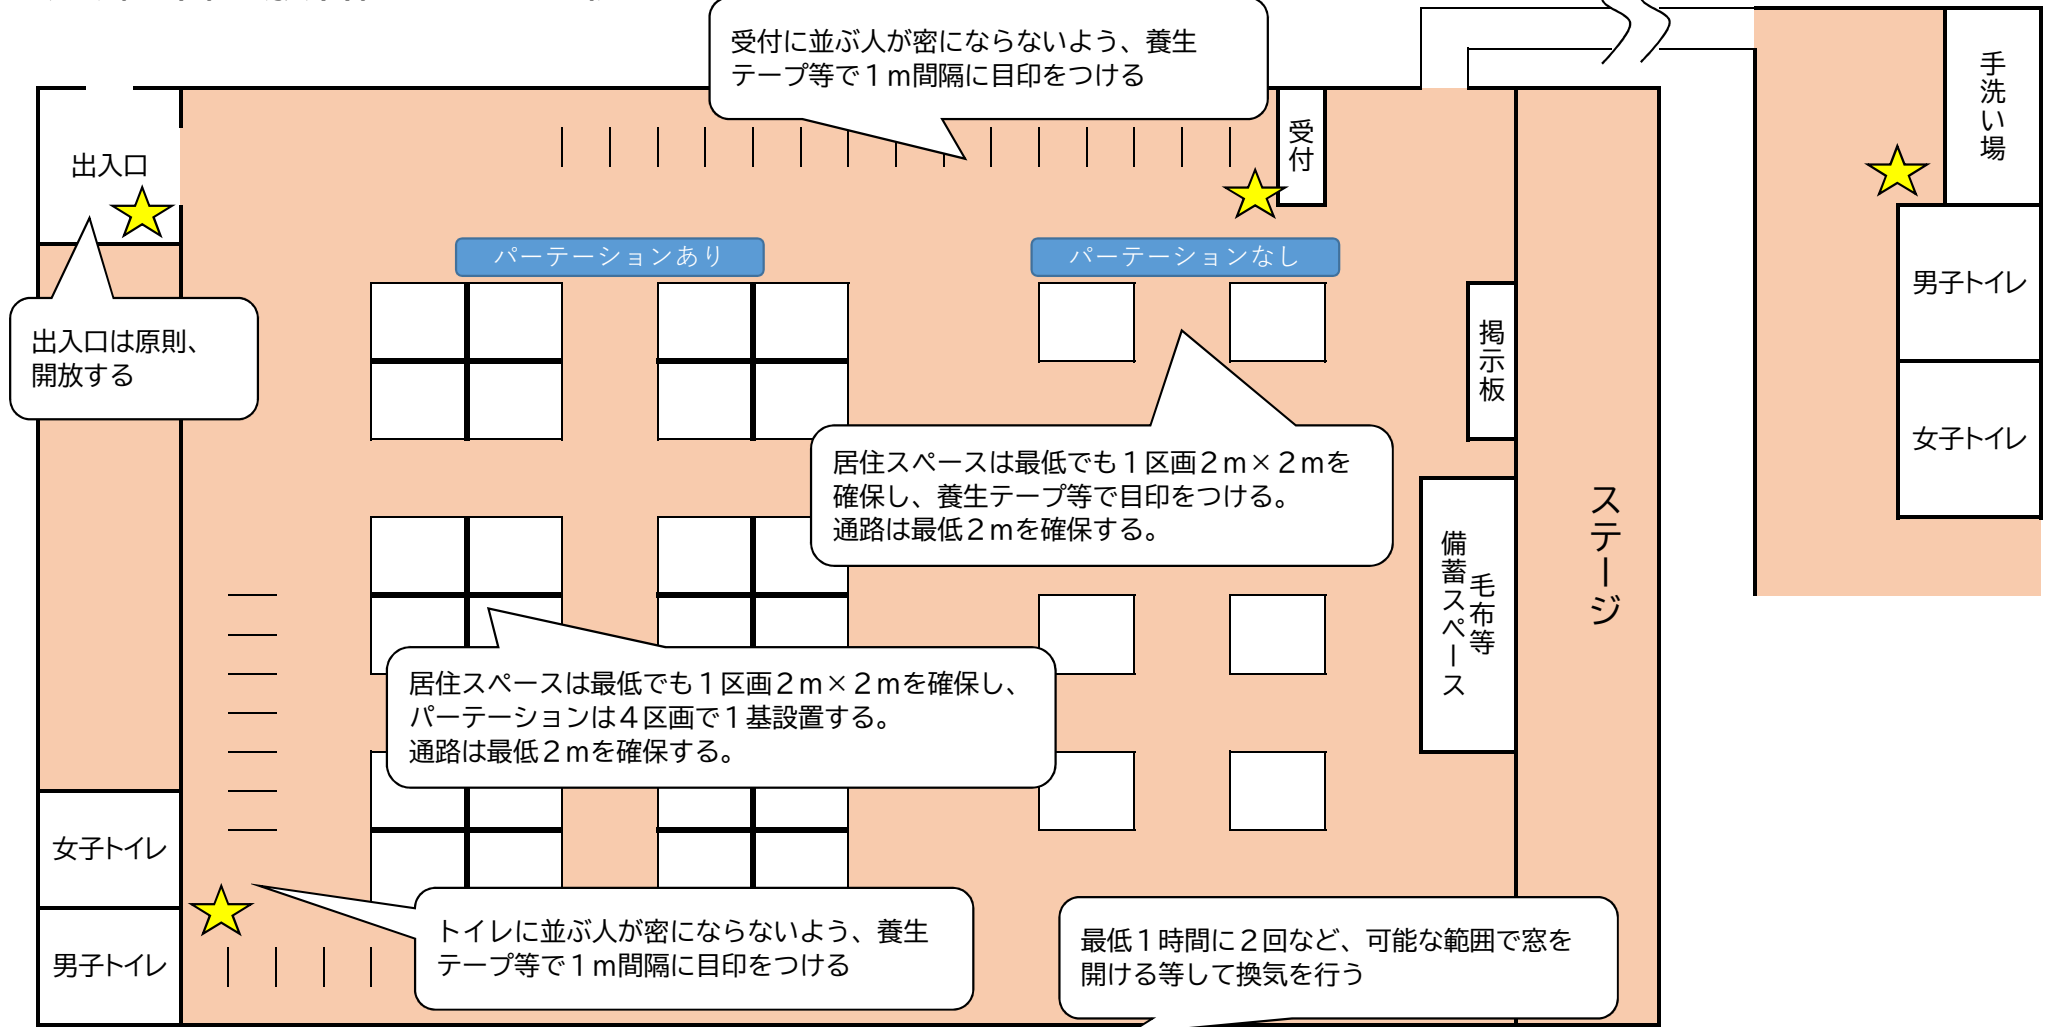 受付に並ぶ人が密にならないよう、養生
テープ等で１ｍ間隔に目印をつける
手洗い場
受付
出入口
パーテーションあり
パーテーションなし
男子トイレ
出入口は原則、
開放する
掲示板
女子トイレ
居住スペースは最低でも１区画２ｍ×２ｍを
確保し、養生テープ等で目印をつける。
通路は最低２ｍを確保する。
ステージ
毛布等
備蓄スペース
居住スペースは最低でも１区画２ｍ×２ｍを確保し、
パーテーションは４区画で１基設置する。
通路は最低２ｍを確保する。
女子トイレ
トイレに並ぶ人が密にならないよう、養生
テープ等で１ｍ間隔に目印をつける
男子トイレ
最低１時間に２回など、可能な範囲で窓を
開ける等して換気を行う